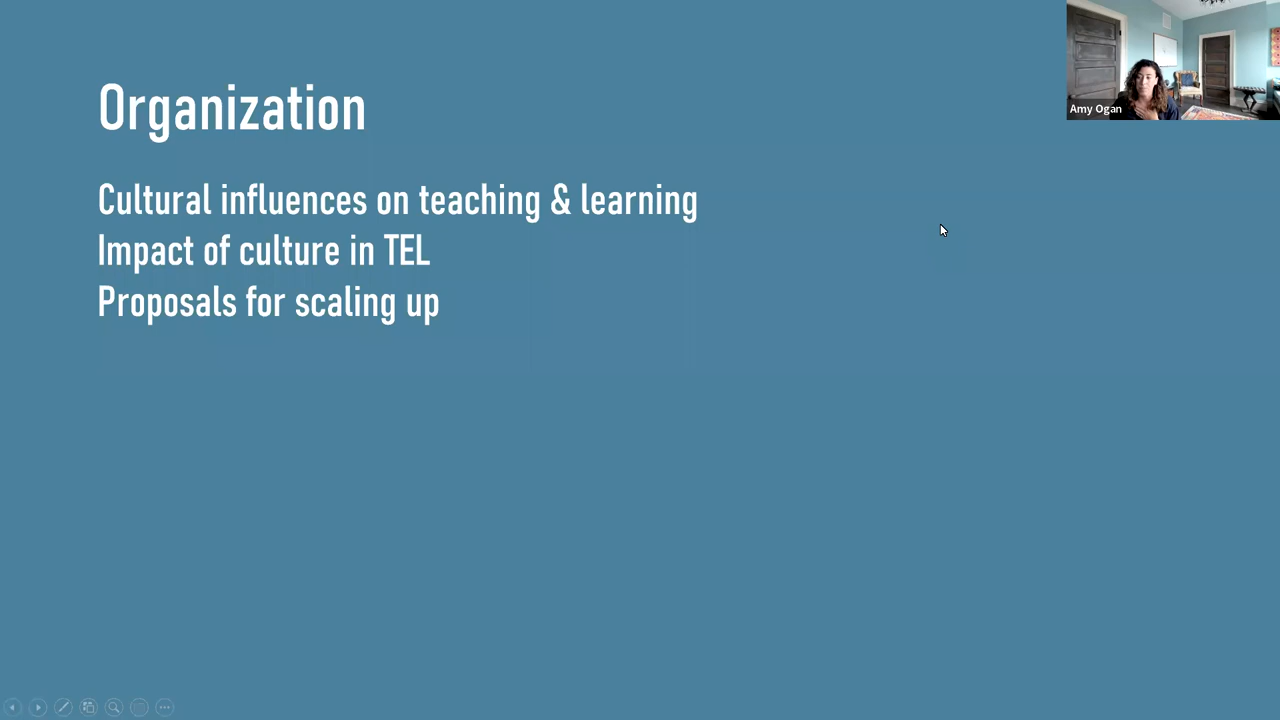 Organization
Cultural influences on teaching & learning
Impact of culture in TEL
Proposals for scaling up
Amy Ogan